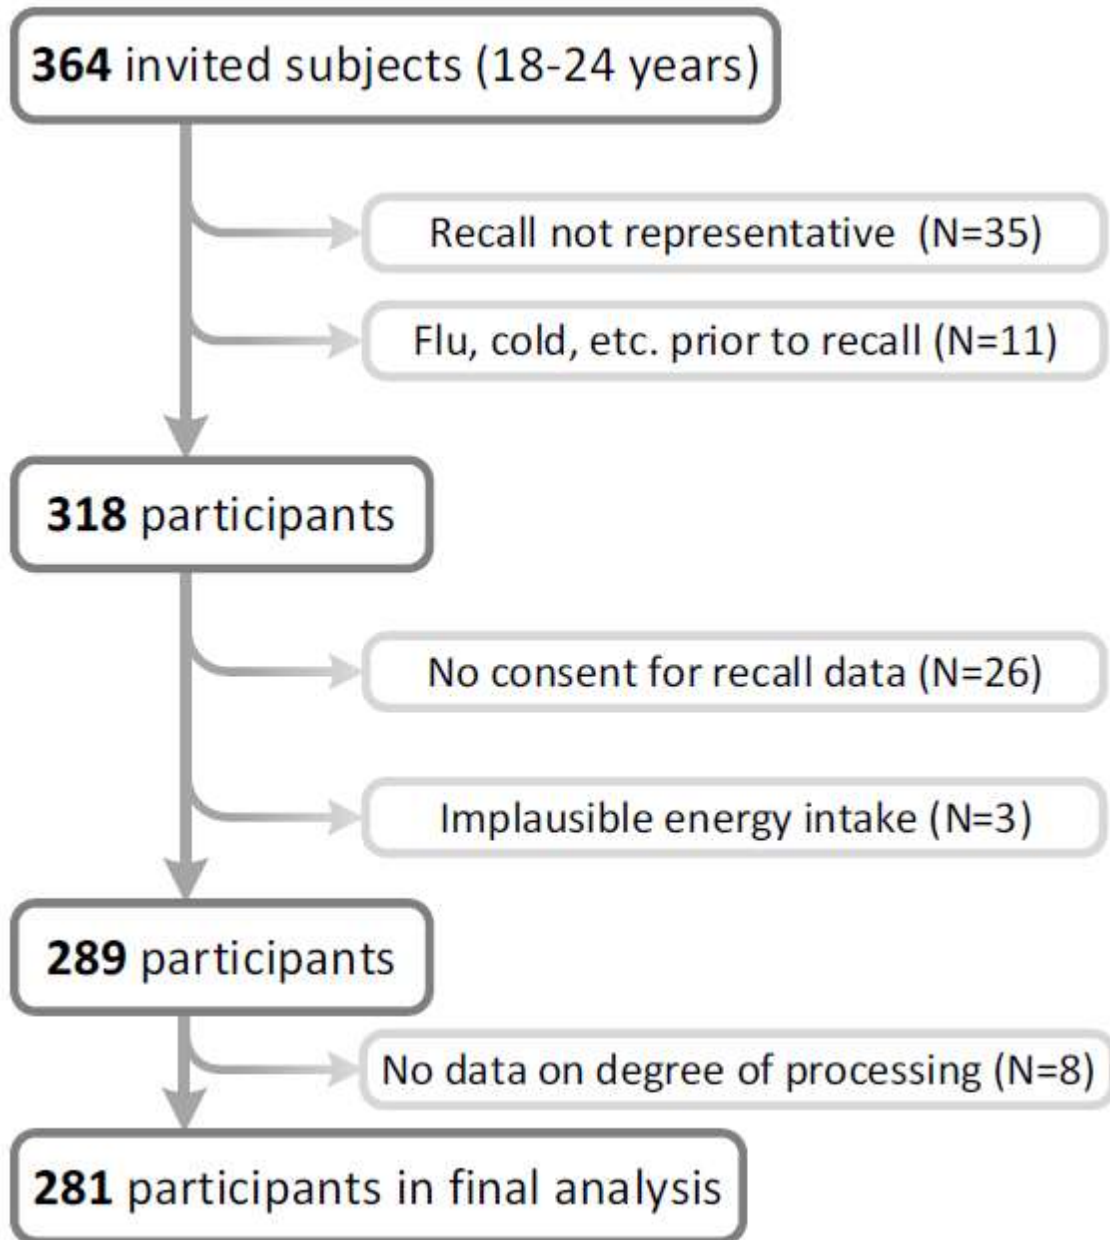 364 invited subjects (18-24 years)
Recall not representative (N=35)
Flu, cold, etc. prior to recall (N=11)
318 participants
No consent for recall data (N=26)
Implausible energy intake (N=3)
289 participants
No data on degree of processing (N=8)
281 participants in final analysis